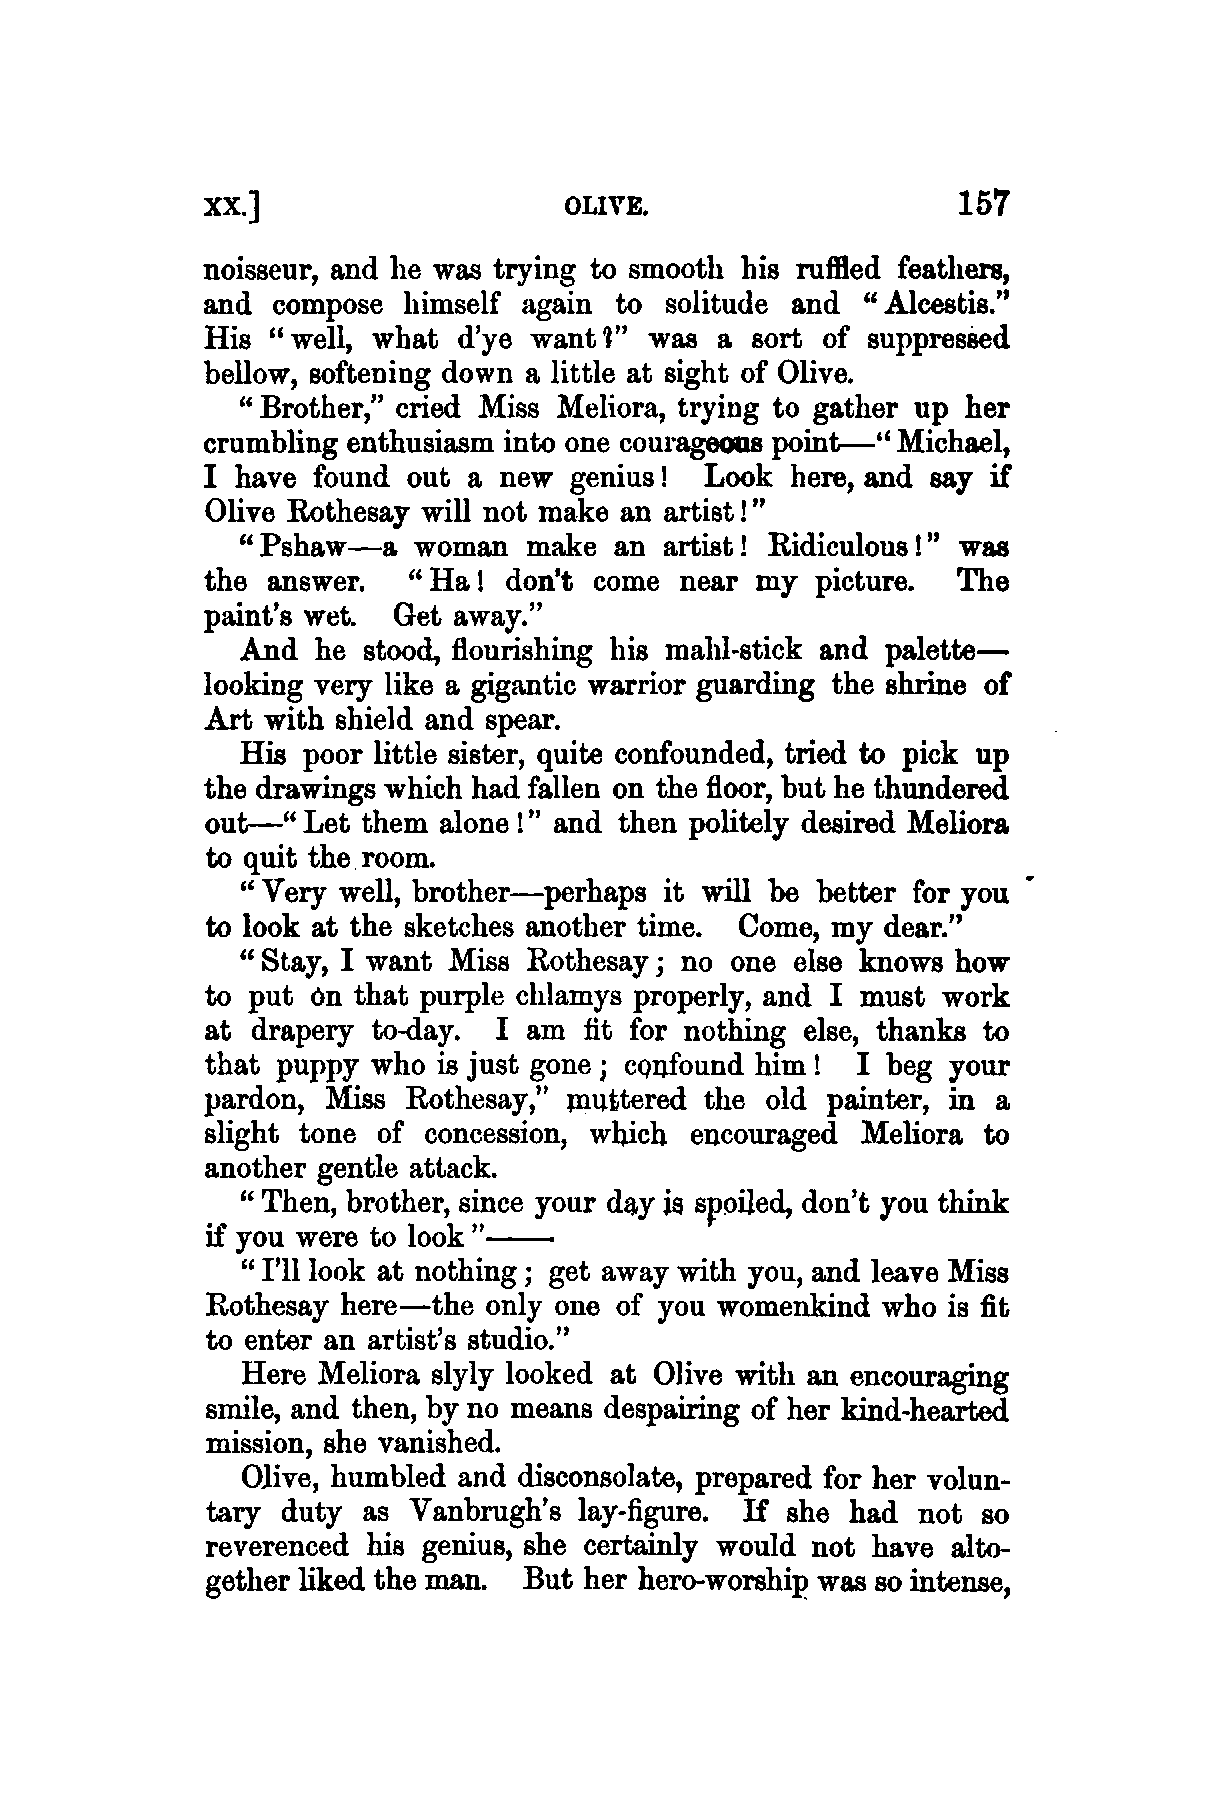 XX.] OLIVE. 157
noisseur, and he was trying to smooth his ruffled feathers,
and compose himself again to solitude and “Alcestis.”
His “well, what d’ye want?” was a sort of suppressed
bellow, softening down a little at sight of Olive.
“Brother,” cried Miss Meliora, trying to gather up her
crumbling enthusiasm into one courageous point—“Michael,
I have found out a new genius! Look here, and say if
Olive Rothesay will not make an artist!”
“Pshaw—a woman make an artist! Ridiculous!” was
the answer. “Ha! don’t come near my picture. The
paint’s wet. Get away.”
And he stood, flourishing his mahl-stick and palette—
looking very like a gigantic warrior guarding the shrine of
Art with shield and spear.
His poor little sister, quite confounded, tried to pick up
the drawings which had fallen on the floor, but he thundered
out—“Let them alone!” and then politely desired Meliora
to quit the room.
“Very well, brother—perhaps it will be better for you
to look at the sketches another time. Come, my dear.”
“Stay, I want Miss Rothesay; no one else knows how
to put on that purple chlamys properly, and I must work
at drapery to-day. I am fit for nothing else, thanks to
that puppy who is just gone; confound him! I beg your
pardon, Miss Rothesay,” muttered the old painter, in a
slight tone of concession, which encouraged Meliora to
another gentle attack.
“Then, brother, since your day is spoiled, don’t you think
if you were to look”——
“I’ll look at nothing; get away with you, and leave Miss
Rothesay here—the only one of you womenkind who is fit
to enter an artist’s studio.”
Here Meliora slyly looked at Olive with an encouraging
smile, and then, by no means despairing of her kind-hearted
mission, she vanished.
Olive, humbled and disconsolate, prepared for her volun-
tary duty as Vanbrugh’s lay-figure. If she had not so
reverenced his genius, she certainly would not have alto-
gether liked the man. But her hero-worship was so intense,